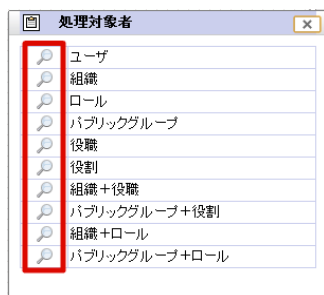 処理対象者
ユーザ
組織
ロール
パブリックグループ
役職
役割
組織＋役職
パブリックグループ＋役割
組織＋ロール
パブリックグループ＋ロール